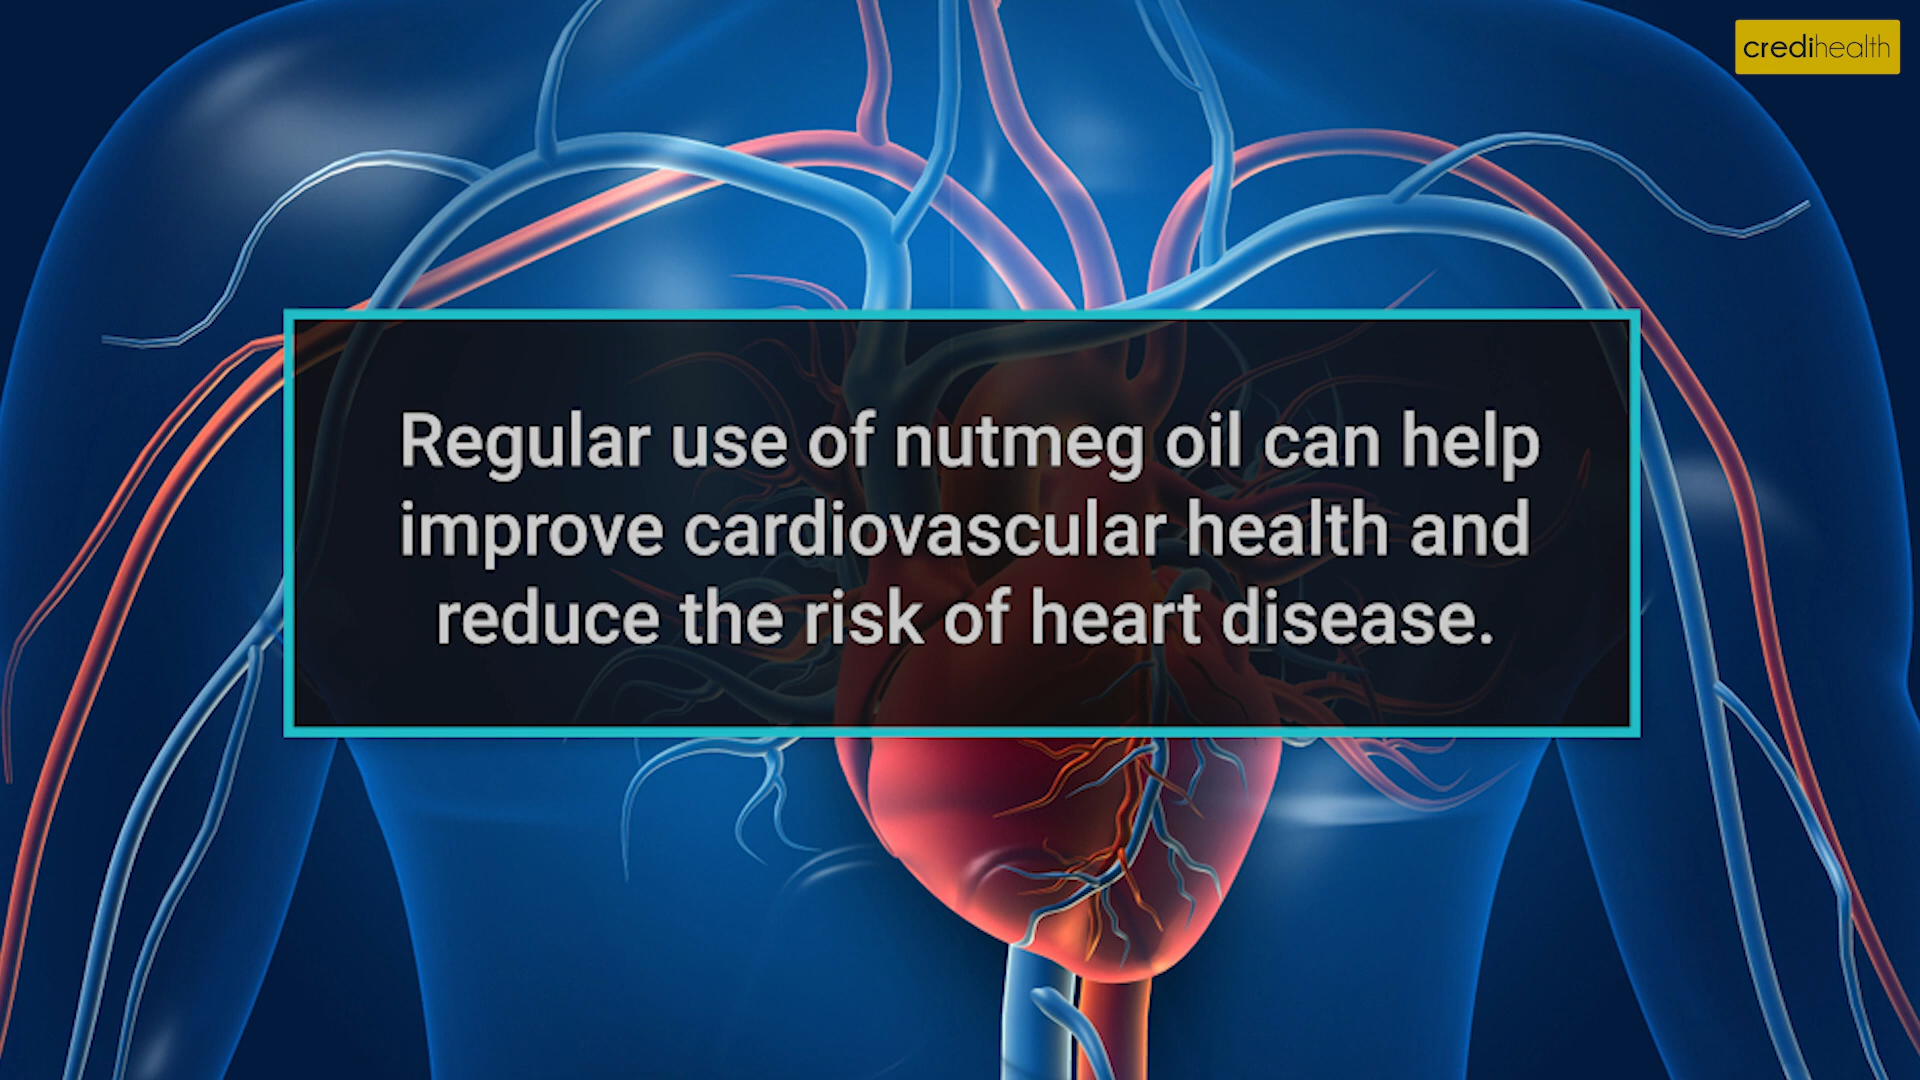 credihealth
Regular use of nutmeg oil can help
improve cardiovascular health and
reduce the risk of heart disease.